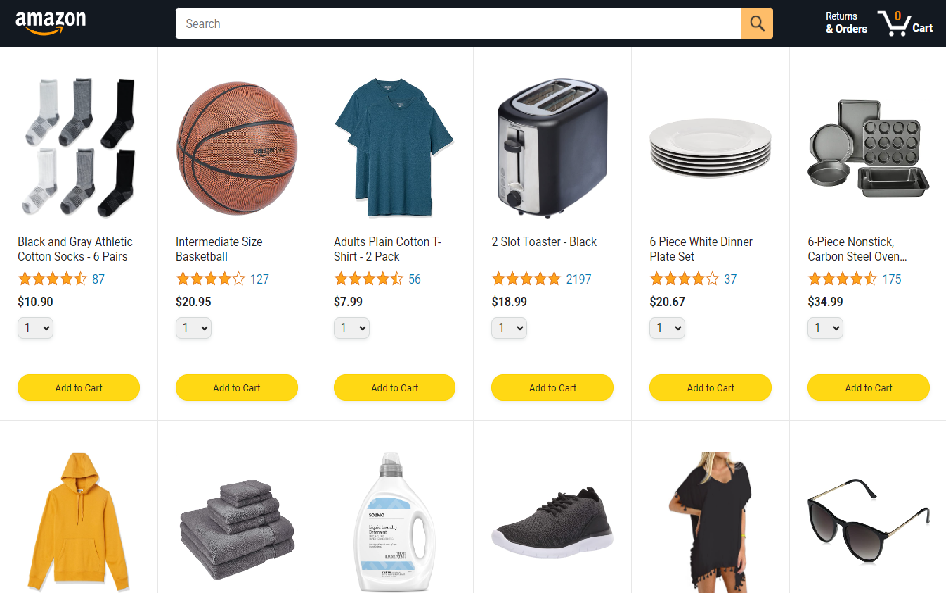 amazon
Search
Returns
& Orders
0
Cart
Black and Gray Athletic
Cotton Socks - 6 Pairs
87
$10.90
1
Add to Cart
Intermediate Size
Basketball
127
$20.95
1
Add to Cart
Adults Plain Cotton T-
Shirt - 2 Pack
56
$7.99
1
Add to Cart
2 Slot Toaster - Black
2197
$18.99
1
Add to Cart
6 Piece White Dinner
Plate Set
37
$20.67
1
Add to Cart
6-Piece Nonstick,
Carbon Steel Oven...
175
$34.99
1
Add to Cart
Liquid Laundry
Detergent